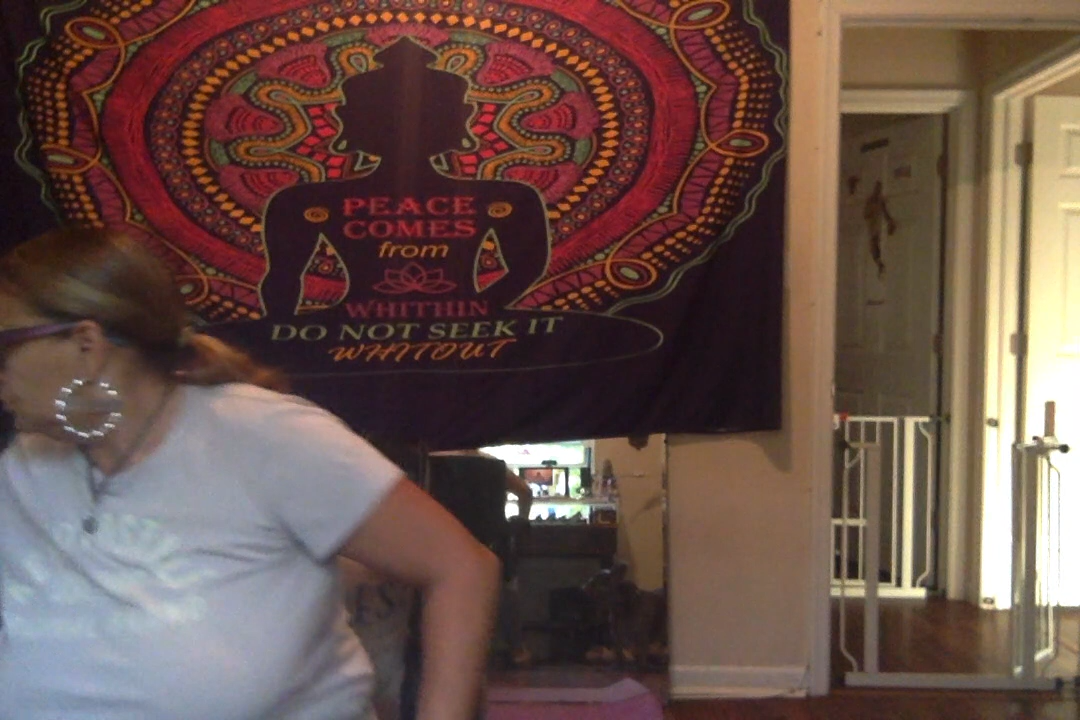 PEACE
COMES
from
WHITHIN
DO NOT SEEK IT
WHITOUT